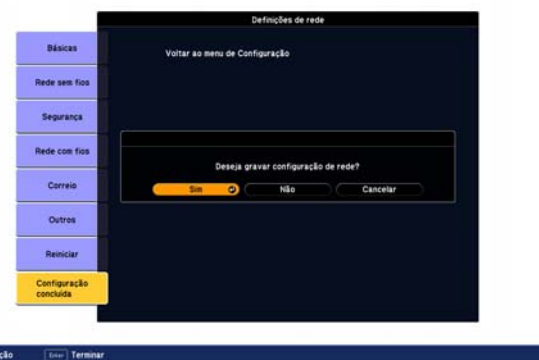 Definições de rede
Básicas
Voltar ao menu de Configuração
Rede sem fios
Segurança
Rede com fios
Deseja gravar configuração de rede?
Sim Não Cancelar
Correio
Outros
Reiniciar
Configuração
concluída
ção Enter Terminar